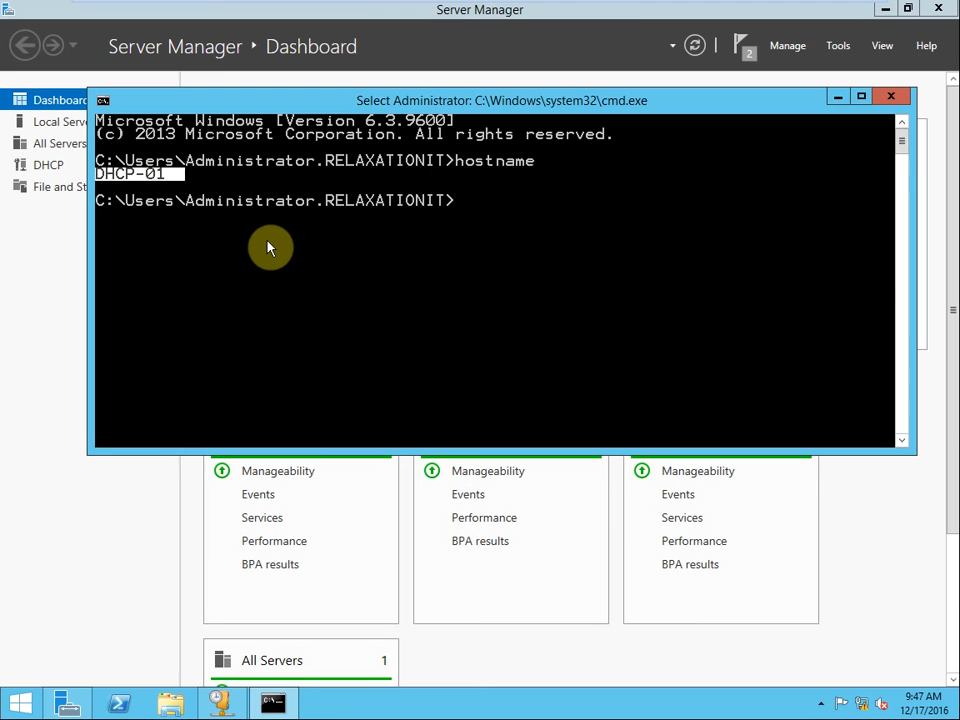 Server Manager
Server Manager ‣ Dashboard
2
Manage
Tools
View
Help
Dashboard
Local Serve
All Servers
DHCP
File and St
Select Administrator: C:\Windows\system32\cmd.exe
Microsoft Windows [Version 6.3.9600]
(c) 2013 Microsoft Corporation. All rights reserved.
C:\Users\Administrator.RELAXATIONIT>hostname
DHCP-01
C:\Users\Administrator.RELAXATIONIT>
Manageability
Events
Services
Performance
BPA results
Manageability
Events
Performance
BPA results
Manageability
Events
Services
Performance
BPA results
All Servers 1
9:47 AM
12/17/2016